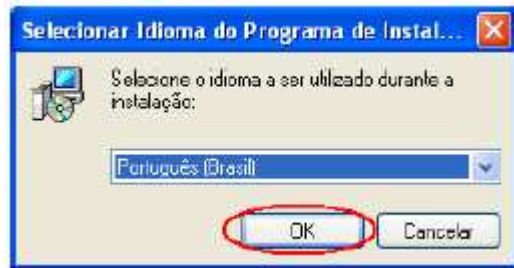 Selecionar Idioma do Programa de Instal...
Selecione o idioma a ser utilizado durante a
instalação:
Português (Brasil)
OK
Cancelar